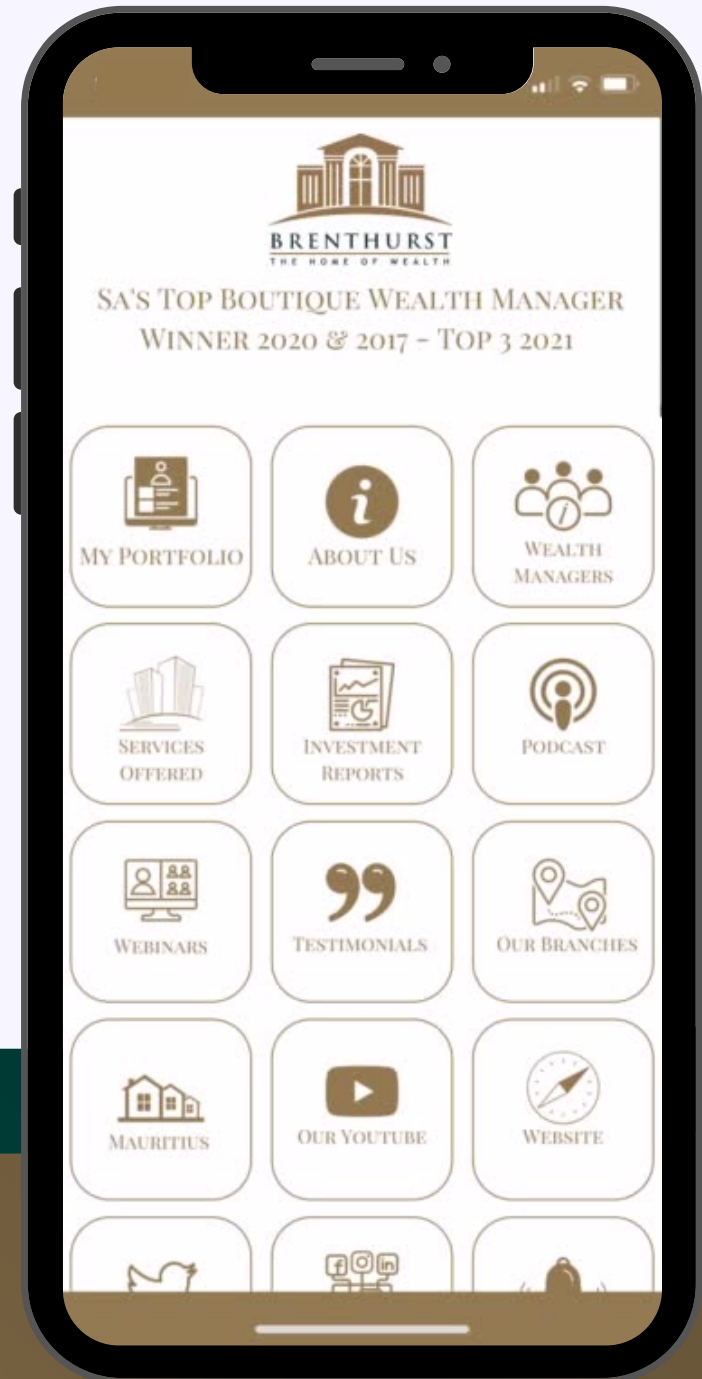 BRENTHURST
THE HOME OF WEALTH
SA'S TOP BOUTIQUE WEALTH MANAGER
WINNER 2020 & 2017 - TOP 3 2021
MY PORTFOLIO
ABOUT US
WEALTH
MANAGERS
SERVICES
OFFERED
INVESTMENT
REPORTS
PODCAST
WEBINARS
TESTIMONIALS
OUR BRANCHES
MAURITIUS
OUR YOUTUBE
WEBSITE